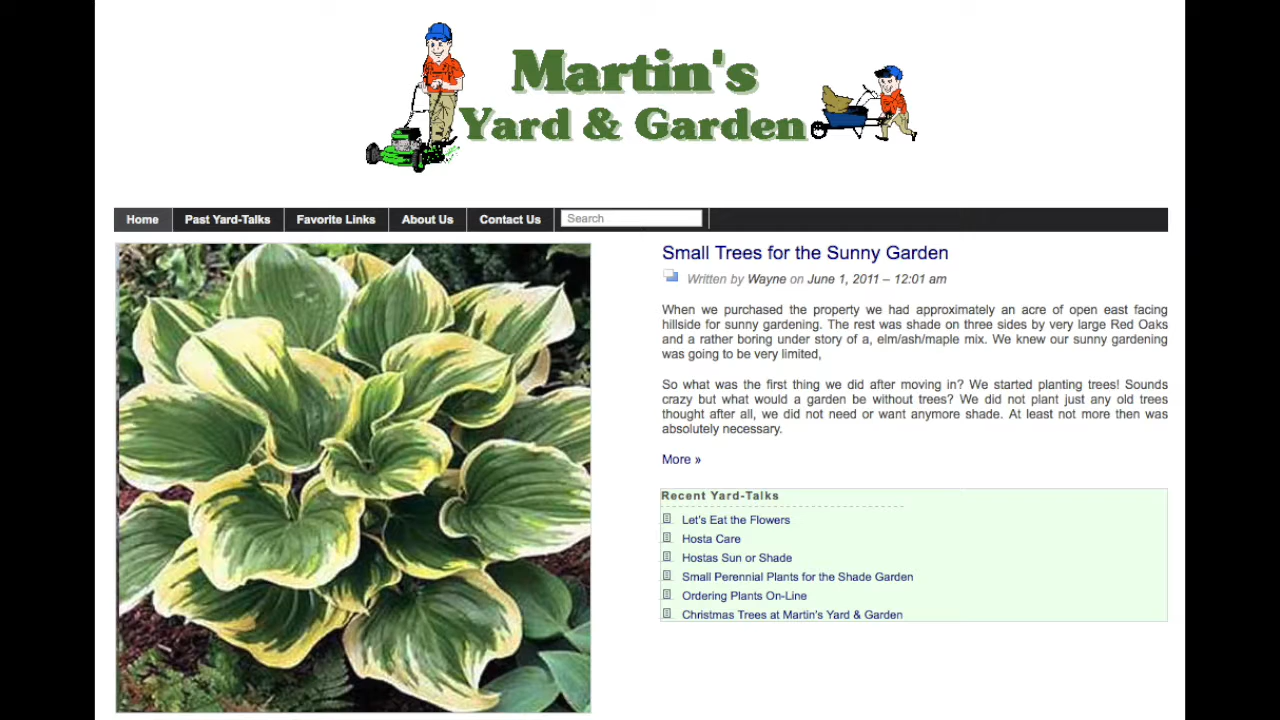 Martin's
Yard & Garden
Home
Past Yard-Talks
Favorite Links
About Us
Contact Us
Search
Small Trees for the Sunny Garden
Written by Wayne on June 1, 2011 – 12:01 am
When we purchased the property we had approximately an acre of open east facing
hillside for sunny gardening. The rest was shade on three sides by very large Red Oaks
and a rather boring under story of a, elm/ash/maple mix. We knew our sunny gardening
was going to be very limited,
So what was the first thing we did after moving in? We started planting trees! Sounds
crazy but what would a garden be without trees? We did not plant just any old trees
thought after all, we did not need or want anymore shade. At least not more then was
absolutely necessary.
More »
Recent Yard-Talks
Let's Eat the Flowers
Hosta Care
Hostas Sun or Shade
Small Perennial Plants for the Shade Garden
Ordering Plants On-Line
Christmas Trees at Martin's Yard & Garden